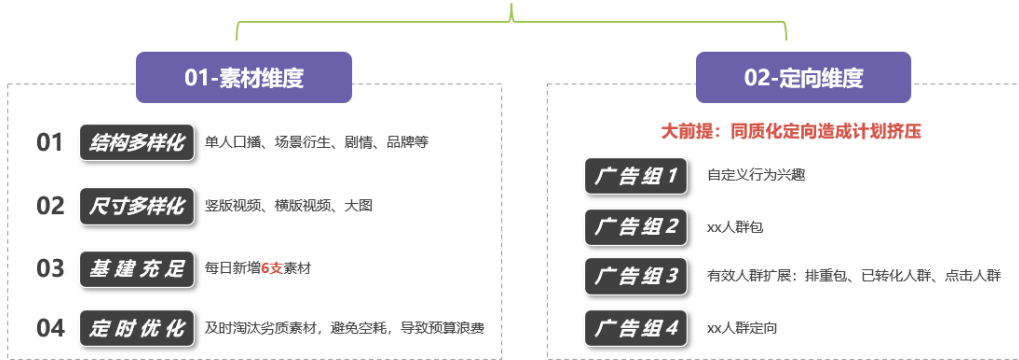 01-素材维度
01 结构多样化 单人口播、场景衍生、剧情、品牌等
02 尺寸多样化 竖版视频、横版视频、大图
03 基建充足 每日新增6支素材
04 定时优化 及时淘汰劣质素材，避免空耗，导致预算浪费
02-定向维度
大前提：同质化定向造成计划挤压
广告组1 自定义行为兴趣
广告组2 xx人群包
广告组3 有效人群扩展：排重包、已转化人群、点击人群
广告组4 xx人群定向